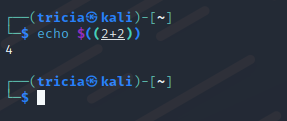 ┌──(tricia㉿kali)-[~]
└─$ echo $((2+2))
4

┌──(tricia㉿kali)-[~]
└─$